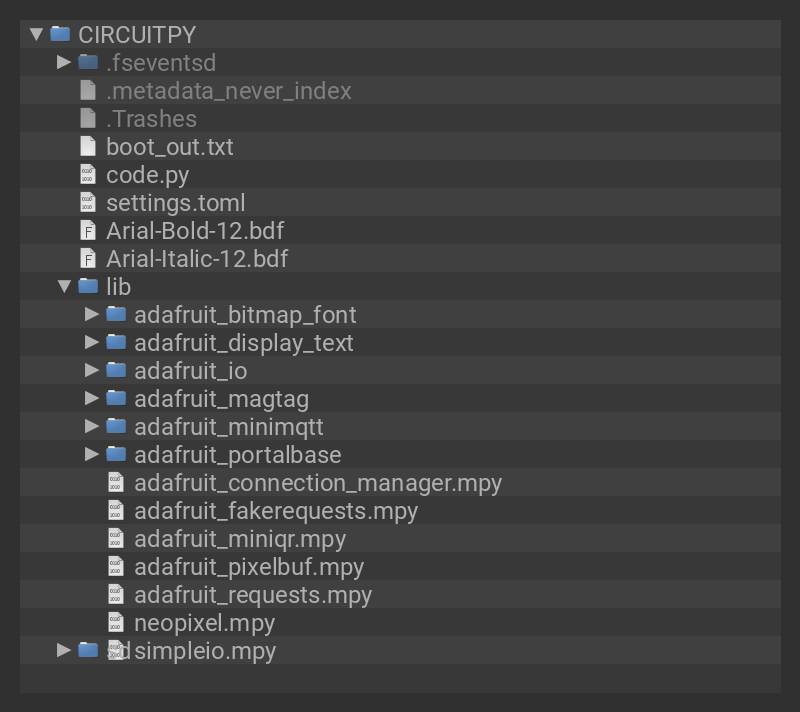 CIRCUITPY
.fseventsd
.metadata_never_index
.Trashes
boot_out.txt
code.py
settings.toml
Arial-Bold-12.bdf
Arial-Italic-12.bdf
lib
adafruit_bitmap_font
adafruit_display_text
adafruit_io
adafruit_magtag
adafruit_minimqtt
adafruit_portalbase
adafruit_connection_manager.mpy
adafruit_fakerequests.mpy
adafruit_miniqr.mpy
adafruit_pixelbuf.mpy
adafruit_requests.mpy
neopixel.mpy
sd simpleio.mpy